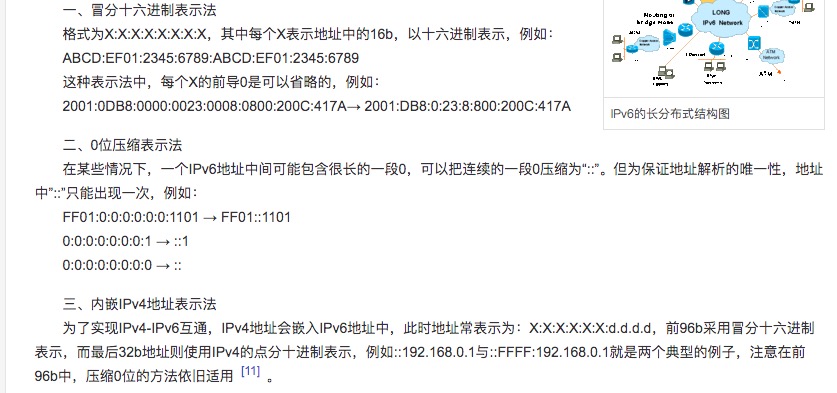 一、冒分十六进制表示法
格式为X:X:X:X:X:X:X:X，其中每个X表示地址中的16b，以十六进制表示，例如：
ABCD:EF01:2345:6789:ABCD:EF01:2345:6789
这种表示法中，每个X的前导0是可以省略的，例如：
2001:0DB8:0000:0023:0008:0800:200C:417A→ 2001:DB8:0:23:8:800:200C:417A
LONG
IPv6 Network
Routing or
Bridge Mode
ATM
Network
ATM
IPv6的长分布式结构图
二、0位压缩表示法
在某些情况下，一个IPv6地址中间可能包含很长的一段0，可以把连续的一段0压缩为“::”。但为保证地址解析的唯一性，地址
中”::”只能出现一次，例如：
FF01:0:0:0:0:0:0:1101 → FF01::1101
0:0:0:0:0:0:0:1 → ::1
0:0:0:0:0:0:0:0 → ::
三、内嵌IPv4地址表示法
为了实现IPv4-IPv6互通，IPv4地址会嵌入IPv6地址中，此时地址常表示为：X:X:X:X:X:X:d.d.d.d，前96b采用冒分十六进制
表示，而最后32b地址则使用IPv4的点分十进制表示，例如::192.168.0.1与::FFFF:192.168.0.1就是两个典型的例子，注意在前
96b中，压缩0位的方法依旧适用 [11] 。